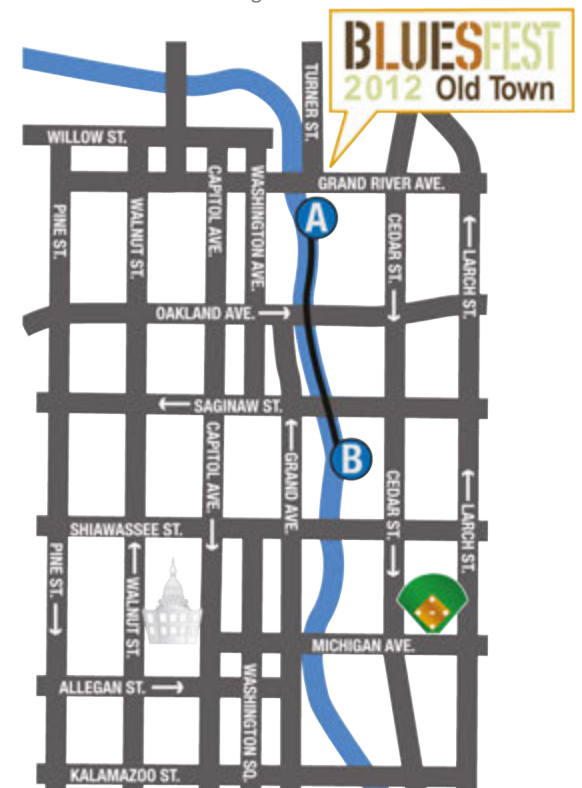 BLUESFEST
2012 Old Town
TURNER ST.
WILLOW ST.
GRAND RIVER AVE.
CAPITOL AVE.
WASHINGTON AVE.
A
PINE ST.
WALNUT ST.
CEDAR ST.
LARCH ST.
OAKLAND AVE.
SAGINAW ST.
CAPITOL AVE.
GRAND AVE.
B
CEDAR ST.
LARCH ST.
SHIAWASSEE ST.
PINE ST.
WALNUT ST.
MICHIGAN AVE.
WASHINGTON SQ.
ALLEGAN ST.
KALAMAZOO ST.